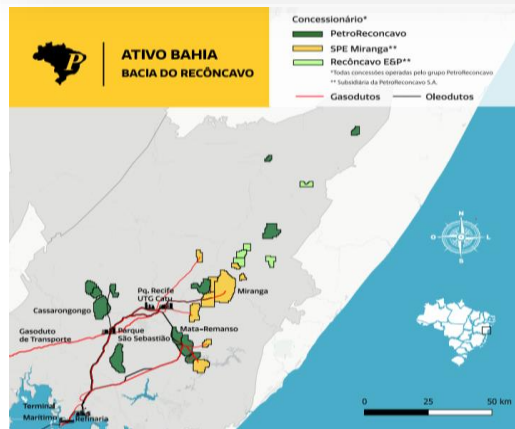 Concessionário*
PetroReconcavo
SPE Miranga**
Recôncavo E&P**
*Todas concessões operadas pelo grupo PetroReconcavo
** Subsidiária da PetroReconcavo S.A.
Gasodutos
Oleodutos
P
ATIVO BAHIA
BACIA DO RECÔNCAVO
N
O
L
S
Pq. Recife
UTG Catu
Miranga
Cassarongongo
Gasoduto
de Transporte
Parque
São Sebastião
Mata-Remanso
Terminal
Marítimo
Refinaria
0
25
50 km